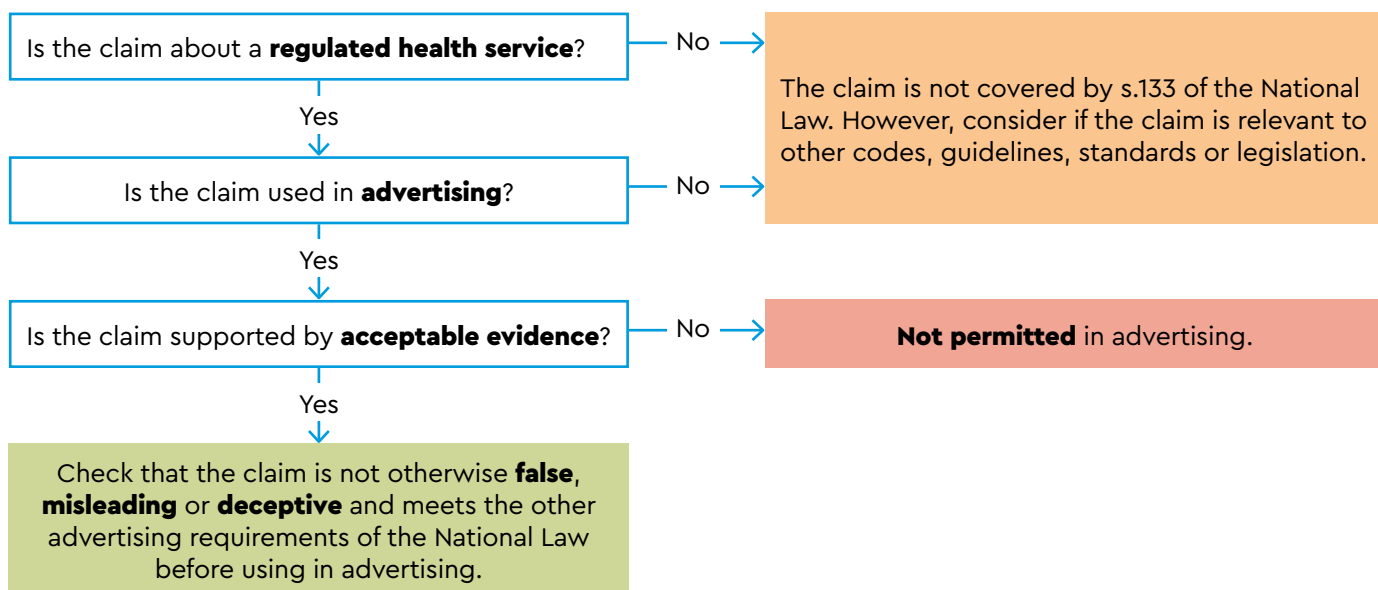 Is the claim about a regulated health service?
No
The claim is not covered by s.133 of the National
Law. However, consider if the claim is relevant to
other codes, guidelines, standards or legislation.
Yes
Is the claim used in advertising?
No
Yes
Is the claim supported by acceptable evidence?
No
Not permitted in advertising.
Yes
Check that the claim is not otherwise false,
misleading or deceptive and meets the other
advertising requirements of the National Law
before using in advertising.